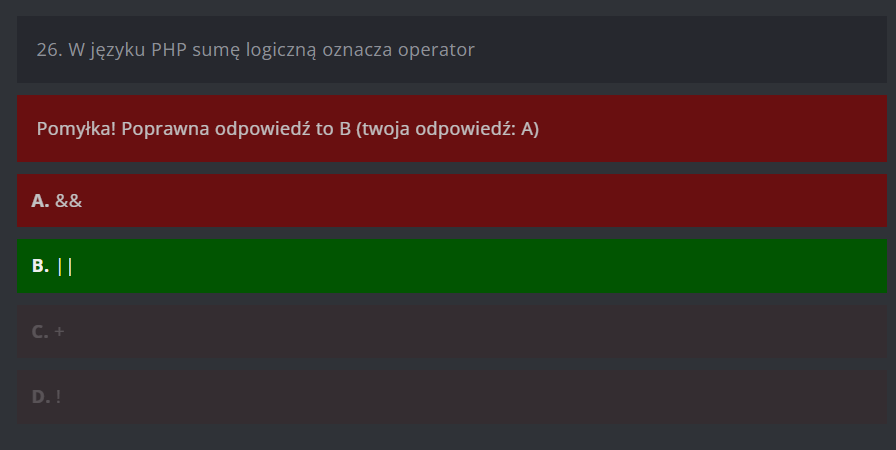 26. W języku PHP sumę logiczną oznacza operator
Pomyłka! Poprawna odpowiedź to B (twoja odpowiedź: A)
A. &&
B. ||
C. +
D. !